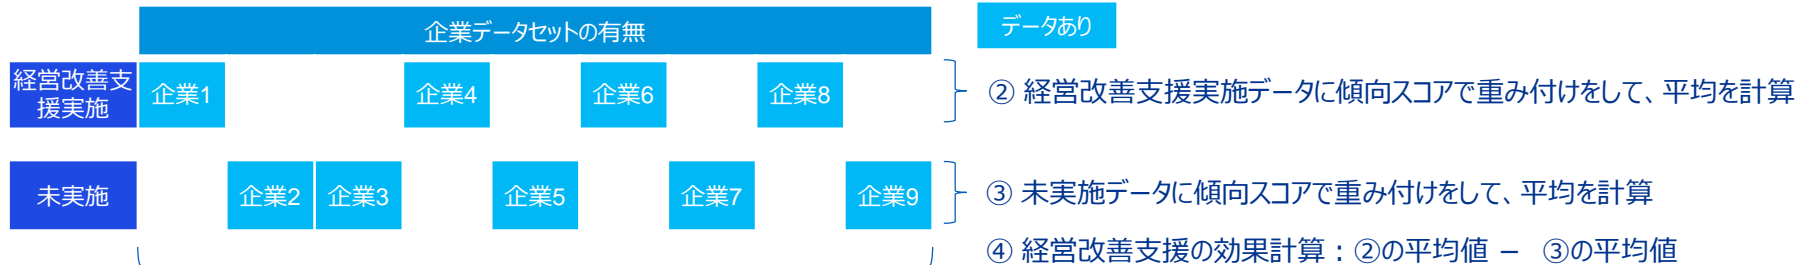 企業データセットの有無
データあり
経営改善支
援実施
企業1
企業4
企業6
企業8
② 経営改善支援実施データに傾向スコアで重み付けをして、平均を計算
未実施
企業2
企業3
企業5
企業7
企業9
③ 未実施データに傾向スコアで重み付けをして、平均を計算
④ 経営改善支援の効果計算:②の平均値 − ③の平均値